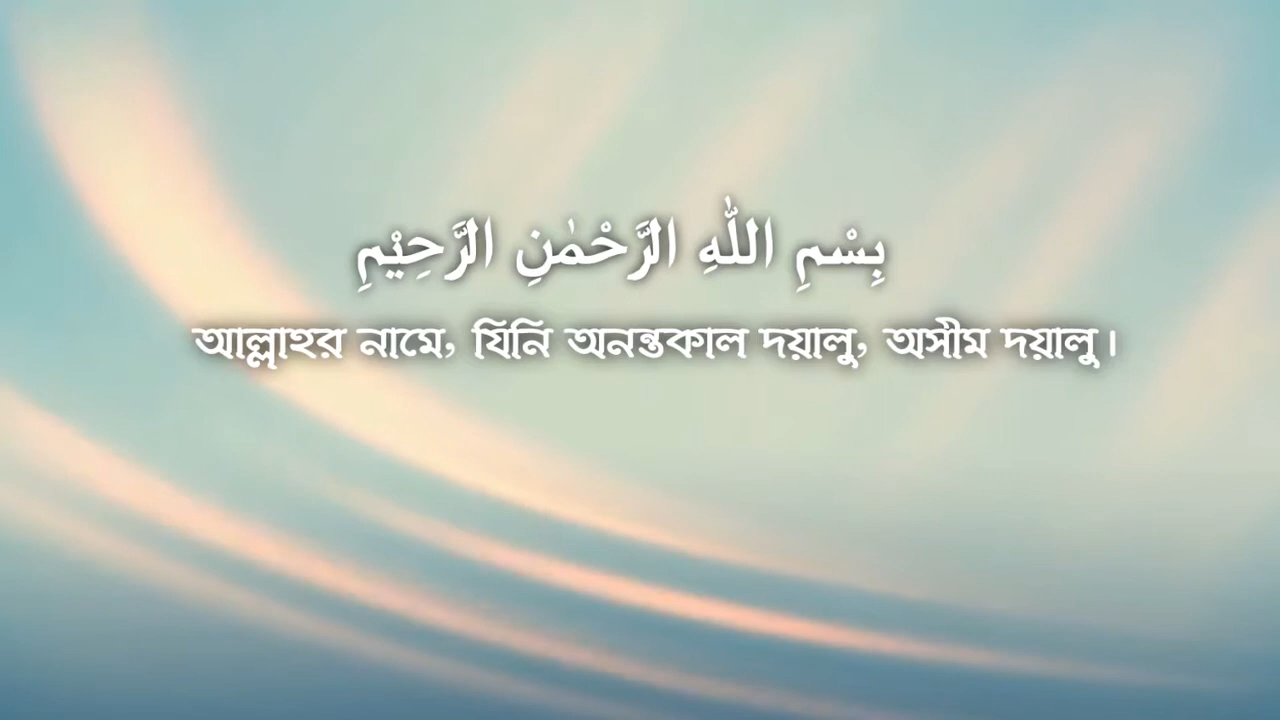 بِسْمِ اللّٰهِ الرَّحْمٰنِ الرَّحِيْمِ
আল্লাহর নামে, যিনি অনন্তকাল দয়ালু, অসীম দয়ালু।